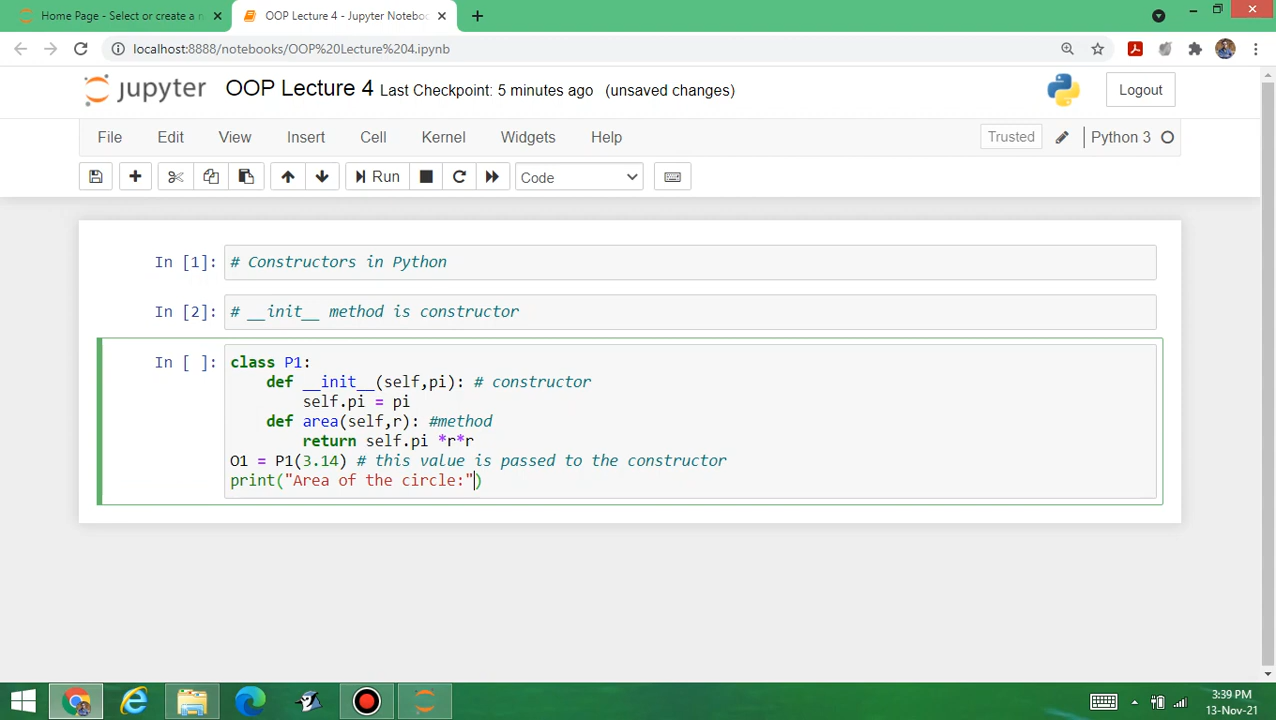 Home Page - Select or create a n
OOP Lecture 4 - Jupyter Noteboo
localhost:8888/notebooks/OOP%20Lecture%204.ipynb
jupyter OOP Lecture 4 Last Checkpoint: 5 minutes ago (unsaved changes)
Logout
File Edit View Insert Cell Kernel Widgets Help Trusted Python 3
Run Code
In [1]: # Constructors in Python
In [2]: # __init__ method is constructor
In [ ]: class P1:
def __init__(self,pi): # constructor
self.pi = pi
def area(self,r): #method
return self.pi *r*r
O1 = P1(3.14) # this value is passed to the constructor
print("Area of the circle:")
3:39 PM
13-Nov-21